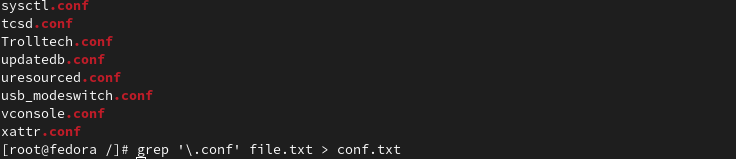 sysctl.conf
tcsd.conf
Trolltech.conf
updatedb.conf
uresourced.conf
usb_modeswitch.conf
vconsole.conf
xattr.conf
[root@fedora /]# grep '\.conf' file.txt > conf.txt